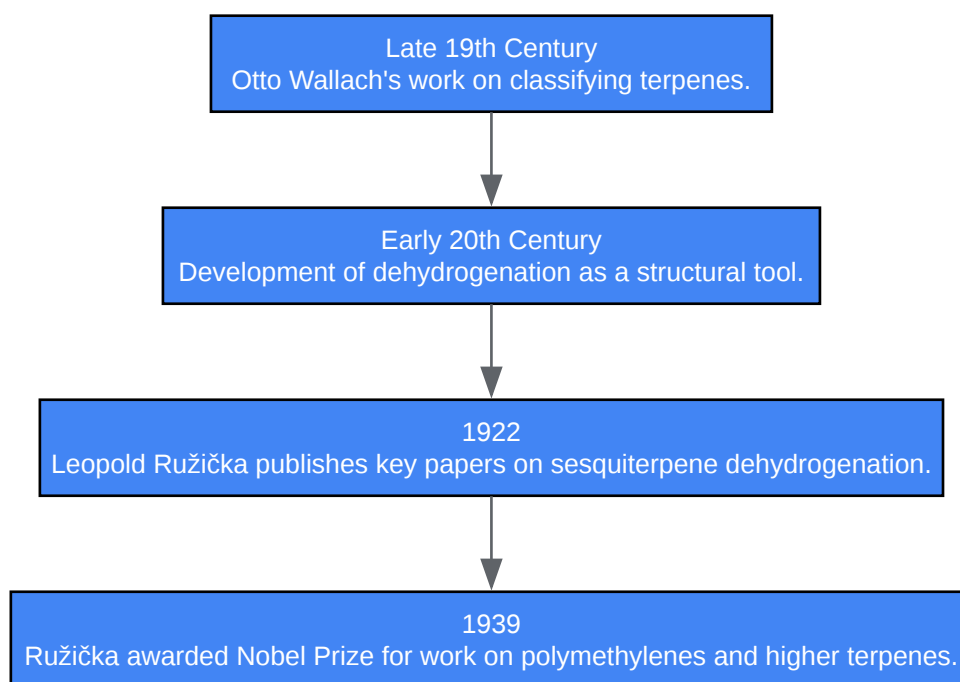 Late 19th Century
Otto Wallach's work on classifying terpenes.
Early 20th Century
Development of dehydrogenation as a structural tool.
1922
Leopold Ružička publishes key papers on sesquiterpene dehydrogenation.
1939
Ružička awarded Nobel Prize for work on polymethylenes and higher terpenes.